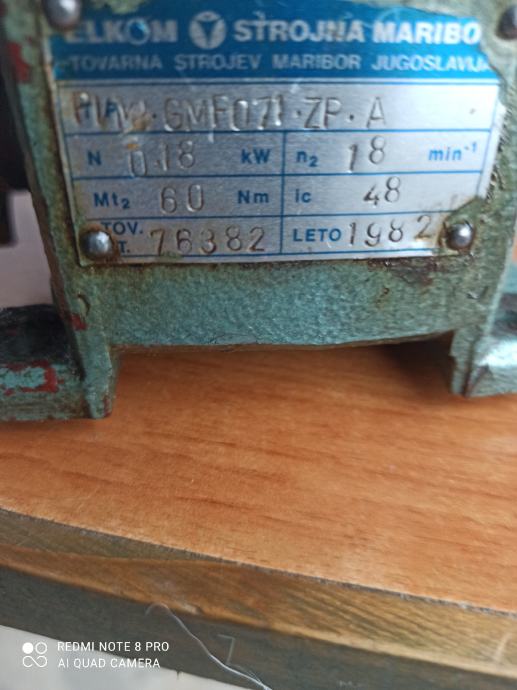 ELKOM STROJNA MARIBO
TOVARNA STROJEV MARIBOR JUGOSLAVIJA
GMF071·ZP·A
N 0.18 kW n2 18 min-1
Mt2 60 Nm ic 48
TOV. ŠT. 76382 LETO 1982
REDMI NOTE 8 PRO
AI QUAD CAMERA